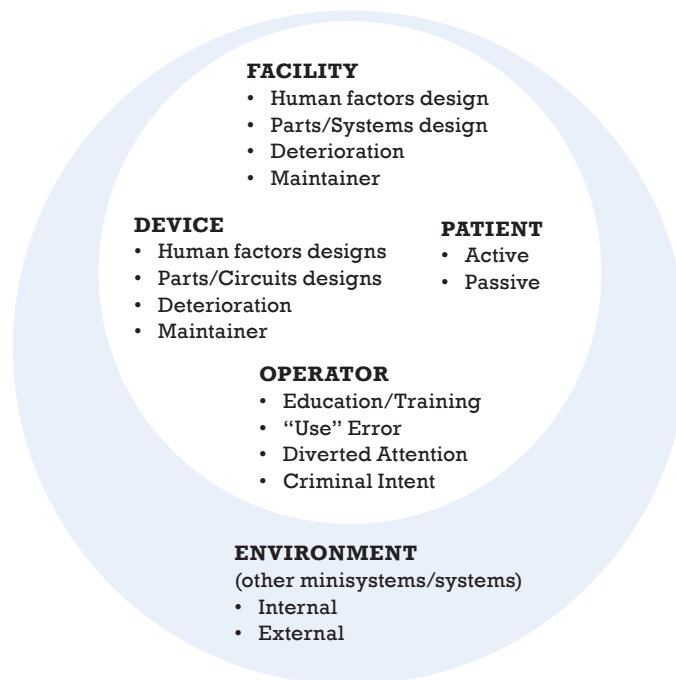 FACILITY
• Human factors design
• Parts/Systems design
• Deterioration
• Maintainer
DEVICE
• Human factors designs
• Parts/Circuits designs
• Deterioration
• Maintainer
PATIENT
• Active
• Passive
OPERATOR
• Education/Training
• “Use” Error
• Diverted Attention
• Criminal Intent
ENVIRONMENT
(other minisystems/systems)
• Internal
• External